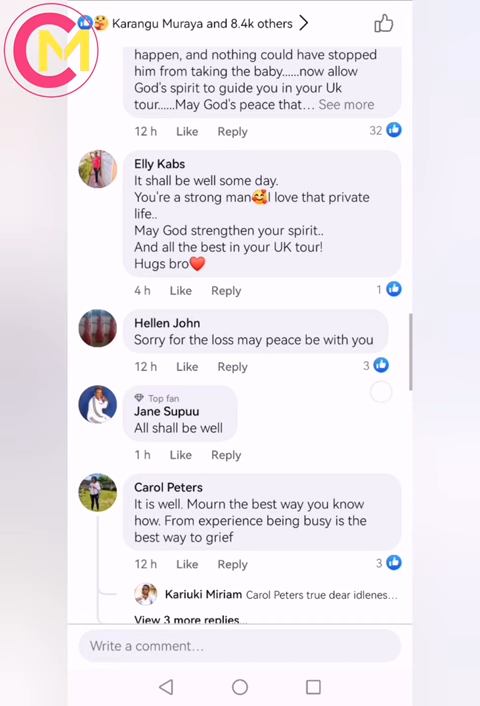 CM
Karangu Muraya and 8.4k others
happen, and nothing could have stopped
him from taking the baby......now allow
God's spirit to guide you in your Uk
tour......May God's peace that... See more
12 h Like Reply 32
Elly Kabs
It shall be well some day.
You're a strong man🥰I love that private
life..
May God strengthen your spirit..
And all the best in your UK tour!
Hugs bro❤️
4 h Like Reply 1
Hellen John
Sorry for the loss may peace be with you
12 h Like Reply 3
Top fan
Jane Supuu
All shall be well
1 h Like Reply
Carol Peters
It is well. Mourn the best way you know
how. From experience being busy is the
best way to grief
12 h Like Reply 3
Kariuki Miriam Carol Peters true dear idlenes...
View 3 more replies...
Write a comment...